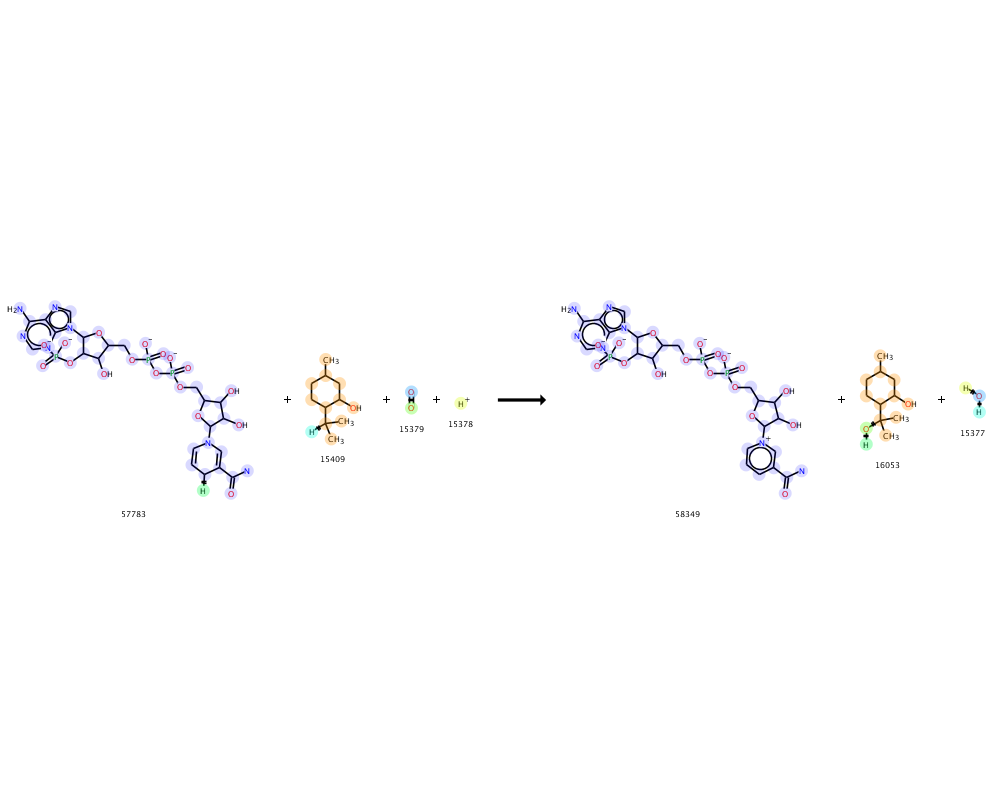 H₂N N N N N O O⁻ O⁻ P O O OH O O⁻ P O O O⁻ O⁻ P O O OH O OH N N O H
57783
+
CH₃ OH H CH₃ CH₃
15409
+
O O
15379
+
H⁺
15378
H₂N N N N N O O⁻ O⁻ P O O OH O O⁻ P O O O⁻ O⁻ P O O OH O OH N⁺ N O
58349
+
CH₃ OH O CH₃ H CH₃
16053
+
H O H
15377